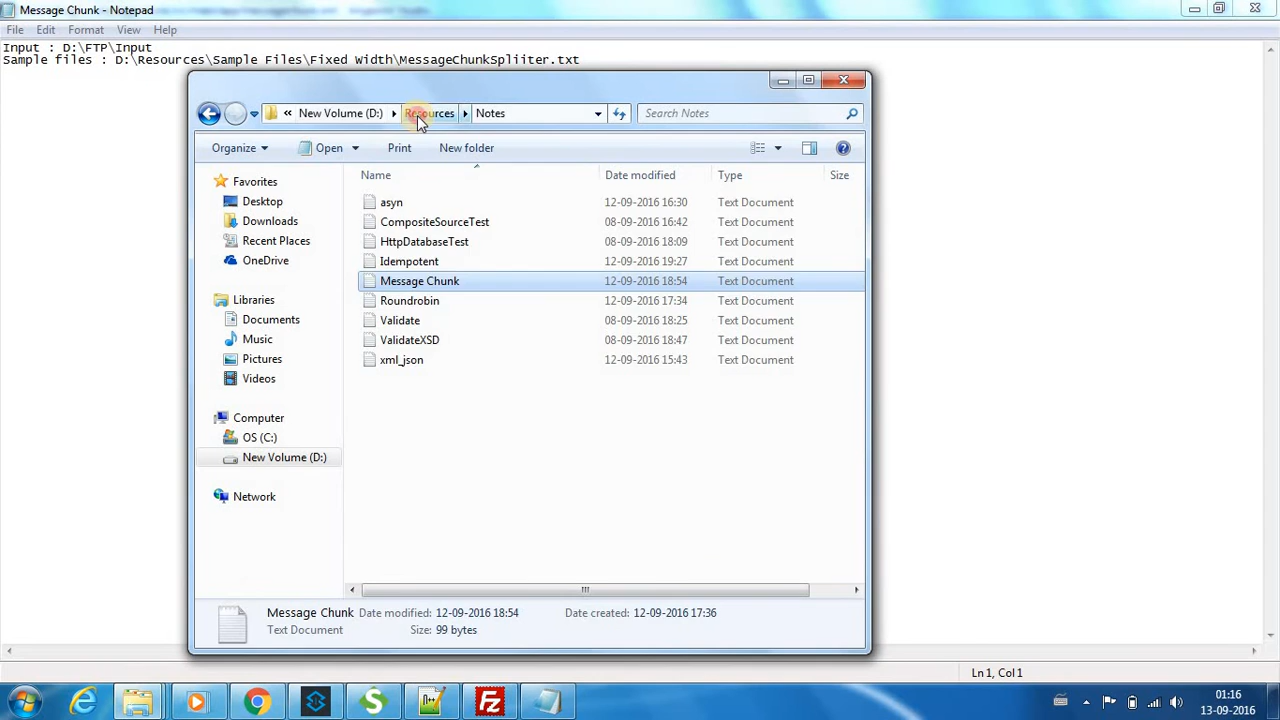 Message Chunk - Notepad
File Edit Format View Help
Input : D:\FTP\Input
Sample files : D:\Resources\Sample Files\Fixed Width\MessageChunkSpliiter.txt
« New Volume (D:) Resources Notes Search Notes
Organize Open Print New folder
Name Date modified Type Size
Favorites
Desktop
Downloads
Recent Places
OneDrive
Libraries
Documents
Music
Pictures
Videos
Computer
OS (C:)
New Volume (D:)
Network
asyn 12-09-2016 16:30 Text Document
CompositeSourceTest 08-09-2016 16:42 Text Document
HttpDatabaseTest 08-09-2016 18:09 Text Document
Idempotent 12-09-2016 19:27 Text Document
Message Chunk 12-09-2016 18:54 Text Document
Roundrobin 12-09-2016 17:34 Text Document
Validate 08-09-2016 18:25 Text Document
ValidateXSD 08-09-2016 18:47 Text Document
xml_json 12-09-2016 15:43 Text Document
Message Chunk Date modified: 12-09-2016 18:54 Date created: 12-09-2016 17:36
Text Document Size: 99 bytes
Ln 1, Col 1
01:16
13-09-2016